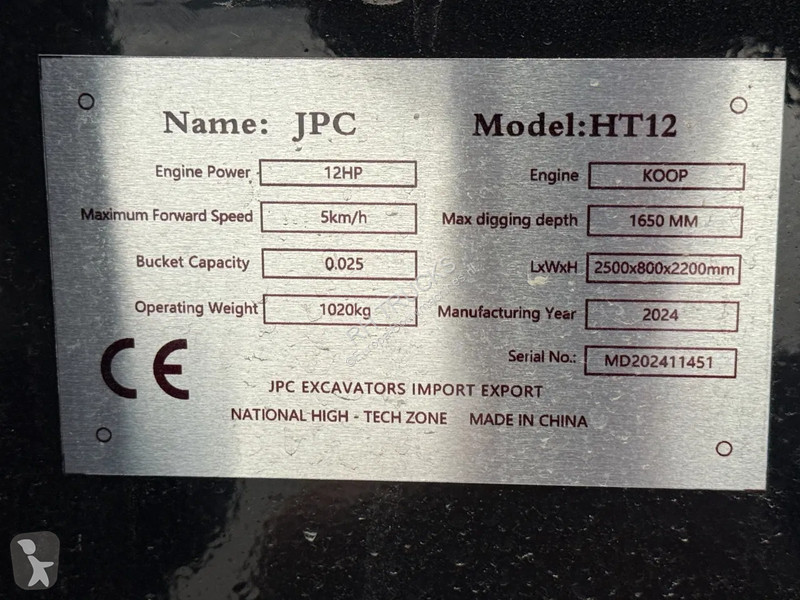 Name: JPC Model:HT12
Engine Power 12HP Engine KOOP
Maximum Forward Speed 5km/h Max digging depth 1650 MM
Bucket Capacity 0.025 LxWxH 2500x800x2200mm
Operating Weight 1020kg Manufacturing Year 2024
Serial No.: MD202411451
CE
JPC EXCAVATORS IMPORT EXPORT
NATIONAL HIGH - TECH ZONE MADE IN CHINA